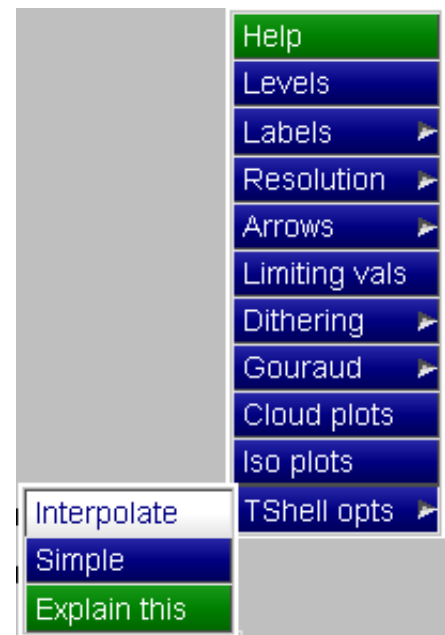 Help
Levels
Labels
Resolution
Arrows
Limiting vals
Dithering
Gouraud
Cloud plots
Iso plots
TShell opts
Interpolate
Simple
Explain this